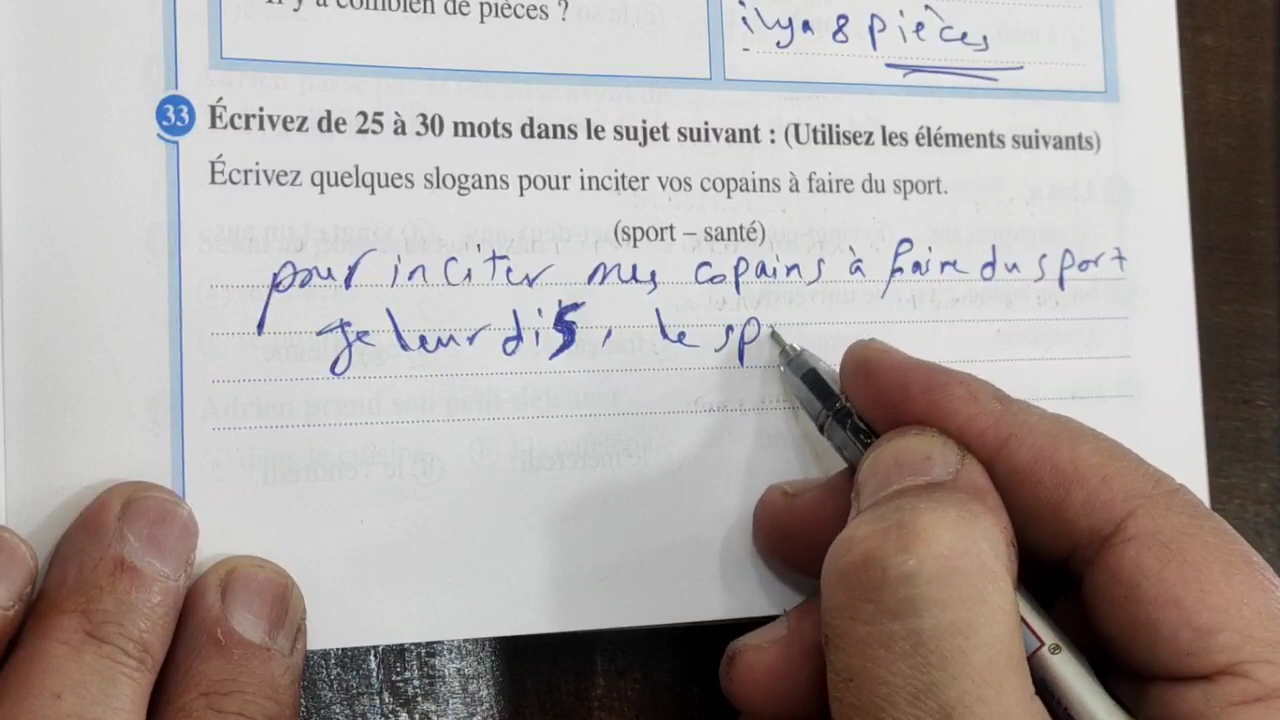 Il y a combien de pièces ?
il y a 8 pièces
33 Écrivez de 25 à 30 mots dans le sujet suivant : (Utilisez les éléments suivants)
Écrivez quelques slogans pour inciter vos copains à faire du sport.
(sport – santé)
pour inciter mes copains à faire du sport
je leur dis, le sp